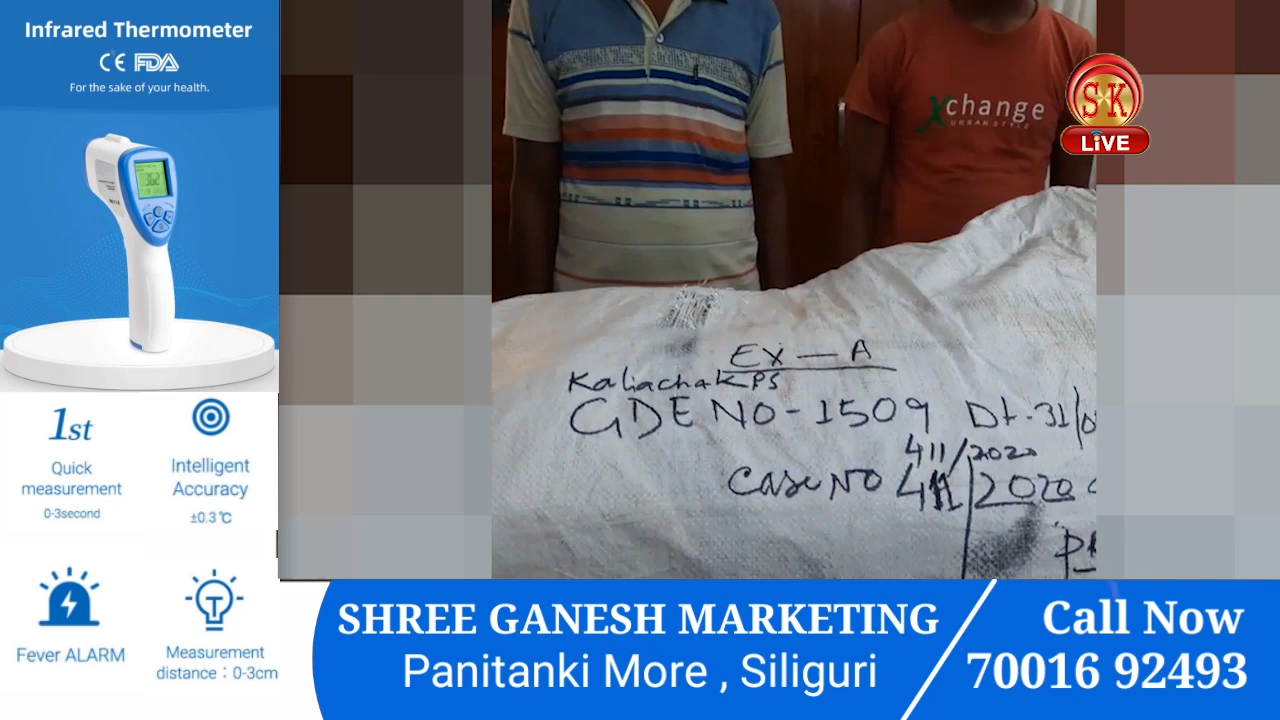 Infrared Thermometer
CE FDA
For the sake of your health.
1st
Quick
measurement
0-3second
Intelligent
Accuracy
±0.3℃
Fever ALARM
Measurement
distance：0-3cm
Xchange
URBAN STYLE
SK
LiVE
Ex — A
Kaliachak PS
GDE NO - 1509 Dt. 31/0
411/2020
Case NO 411/2020
SHREE GANESH MARKETING
Panitanki More , Siliguri
Call Now
70016 92493